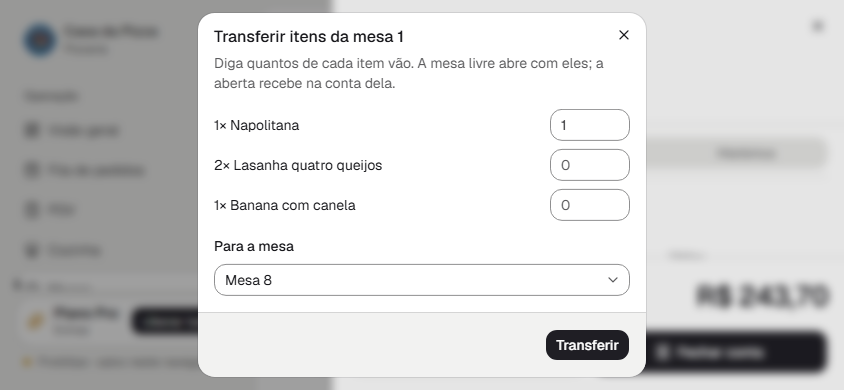 Transferir itens da mesa 1
Diga quantos de cada item vão. A mesa livre abre com eles; a
aberta recebe na conta dela.
1× Napolitana
1
2× Lasanha quatro queijos
0
1× Banana com canela
0
Para a mesa
Mesa 8
R$ 243,70
Transferir